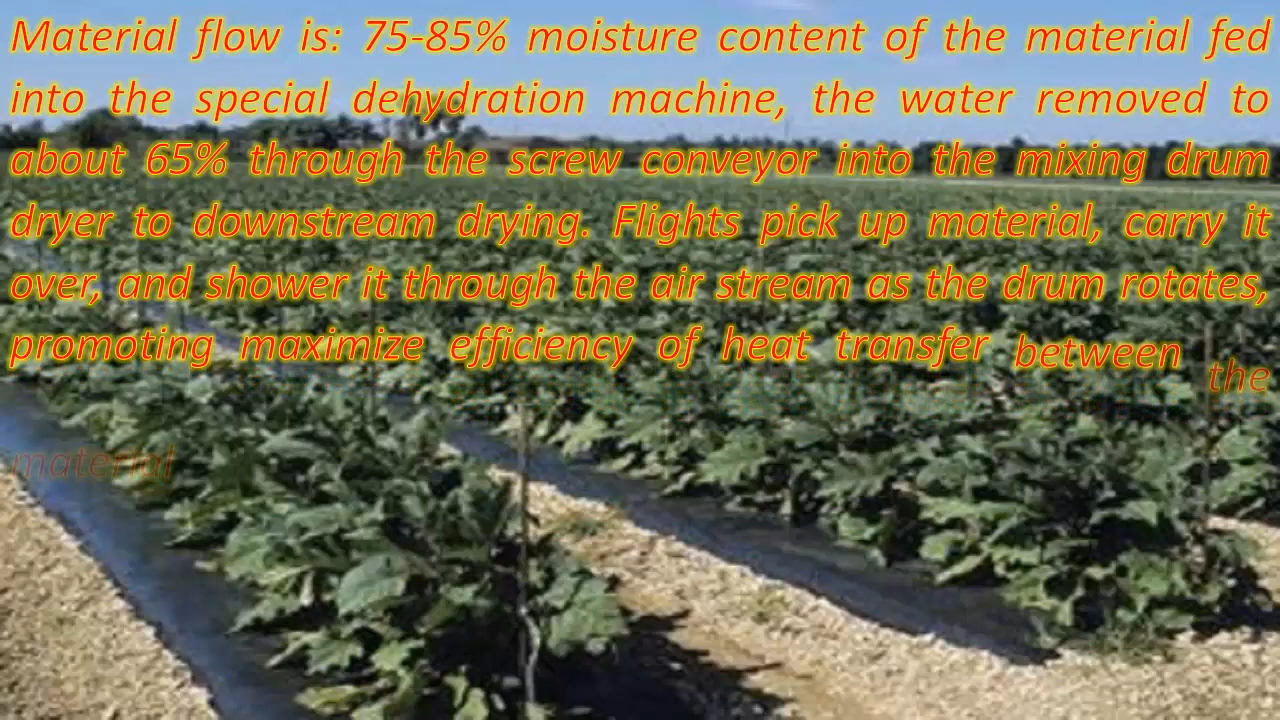 Material flow is: 75-85% moisture content of the material fed
into the special dehydration machine, the water removed to
about 65% through the screw conveyor into the mixing drum
dryer to downstream drying. Flights pick up material, carry it
over, and shower it through the air stream as the drum rotates,
promoting maximize efficiency of heat transfer between the
material